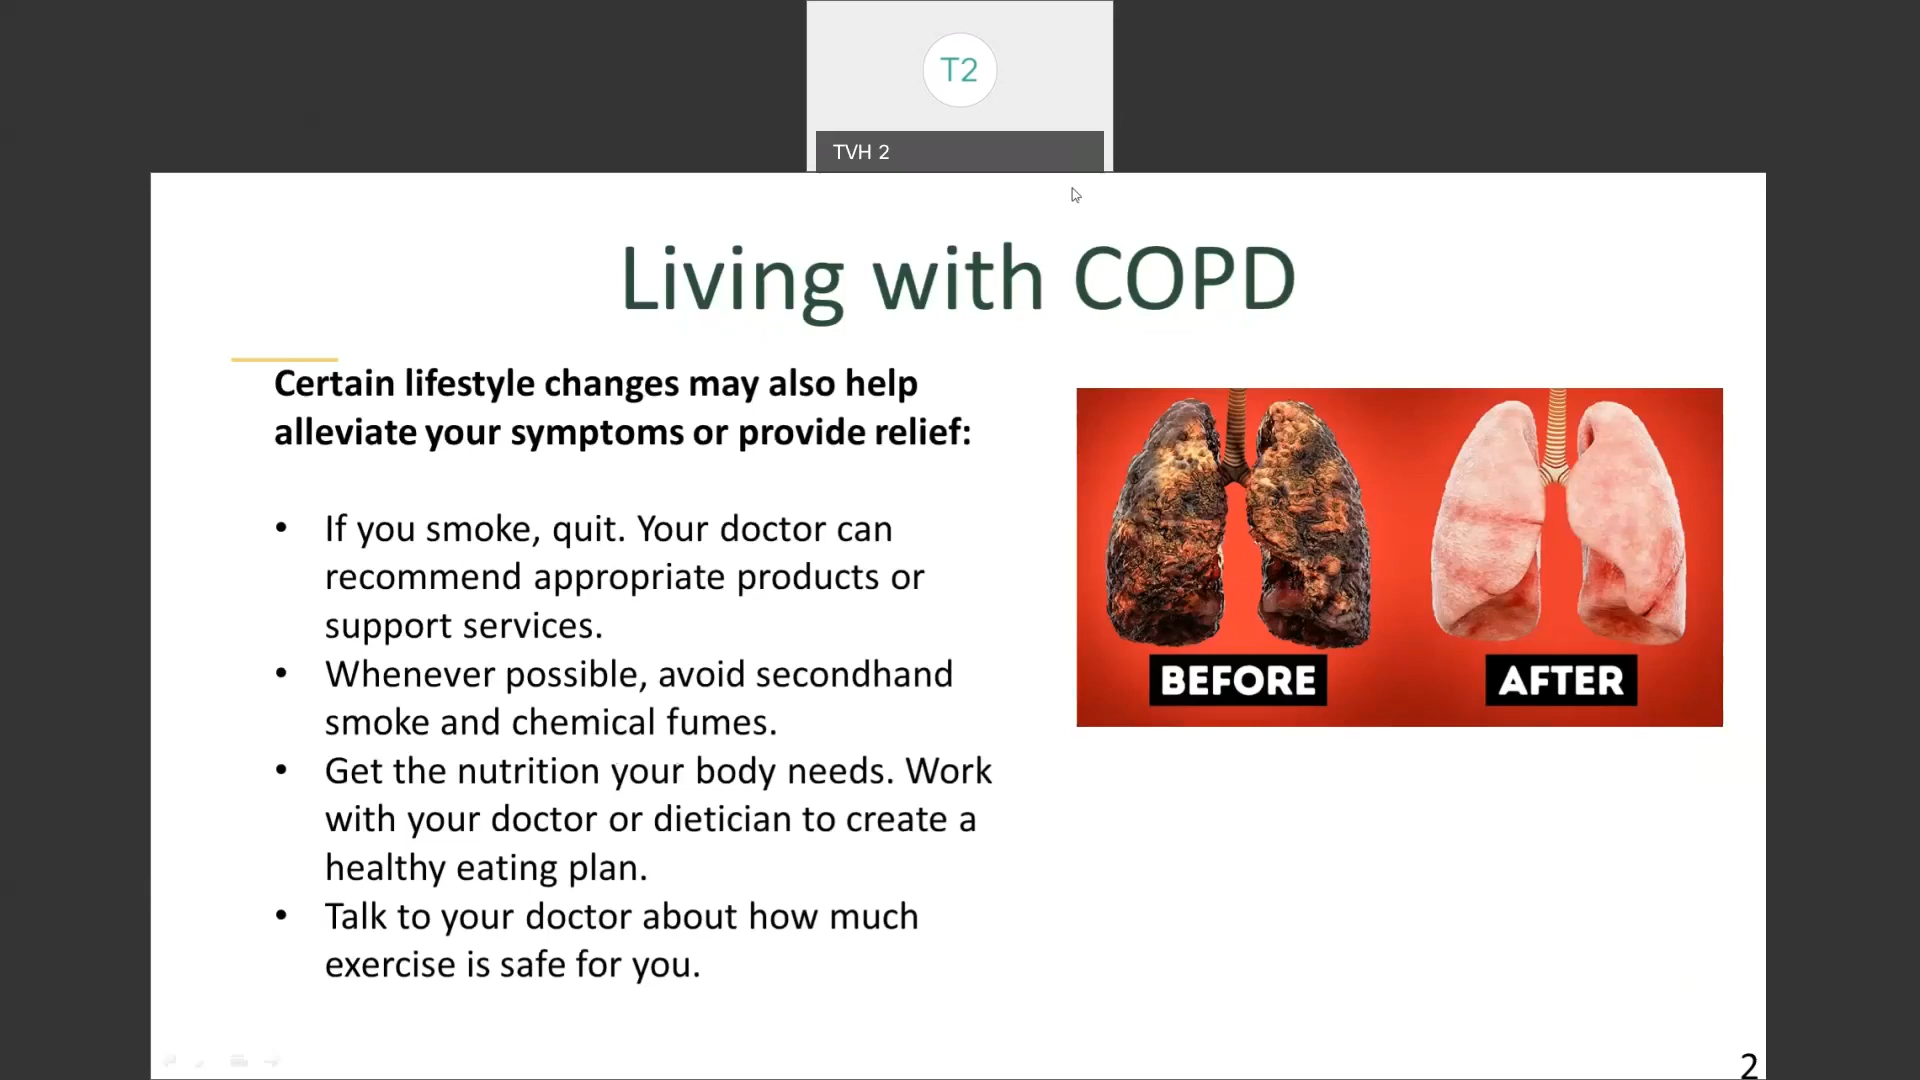 T2
TVH 2
Living with COPD
Certain lifestyle changes may also help
alleviate your symptoms or provide relief:
• If you smoke, quit. Your doctor can
recommend appropriate products or
support services.
• Whenever possible, avoid secondhand
smoke and chemical fumes.
• Get the nutrition your body needs. Work
with your doctor or dietician to create a
healthy eating plan.
• Talk to your doctor about how much
exercise is safe for you.
BEFORE
AFTER
2